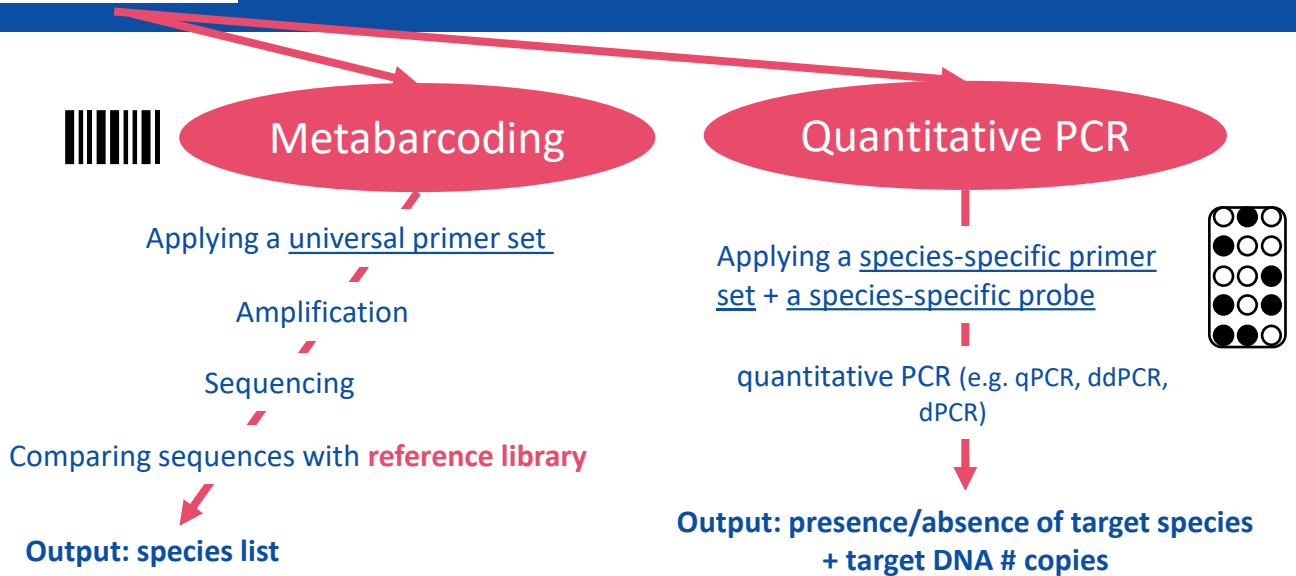 Metabarcoding
Applying a universal primer set
Amplification
Sequencing
Comparing sequences with reference library
Output: species list
Quantitative PCR
Applying a species-specific primer
set + a species-specific probe
quantitative PCR (e.g. qPCR, ddPCR,
dPCR)
Output: presence/absence of target species
+ target DNA # copies